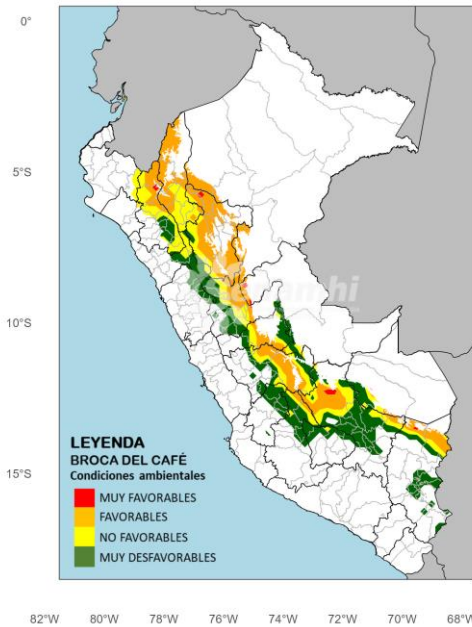 0°
5°S
10°S
15°S
senamhi
LEYENDA
BROCA DEL CAFÉ
Condiciones ambientales
MUY FAVORABLES
FAVORABLES
NO FAVORABLES
MUY DESFAVORABLES
82°W 80°W 78°W 76°W 74°W 72°W 70°W 68°W